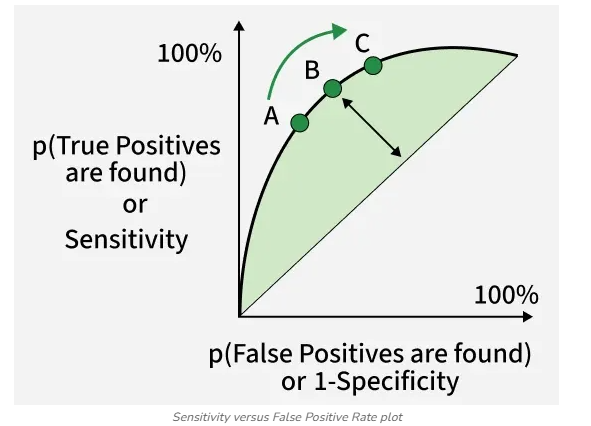 100%
A
B
C
p(True Positives
are found)
or
Sensitivity
100%
p(False Positives are found)
or 1-Specificity
Sensitivity versus False Positive Rate plot